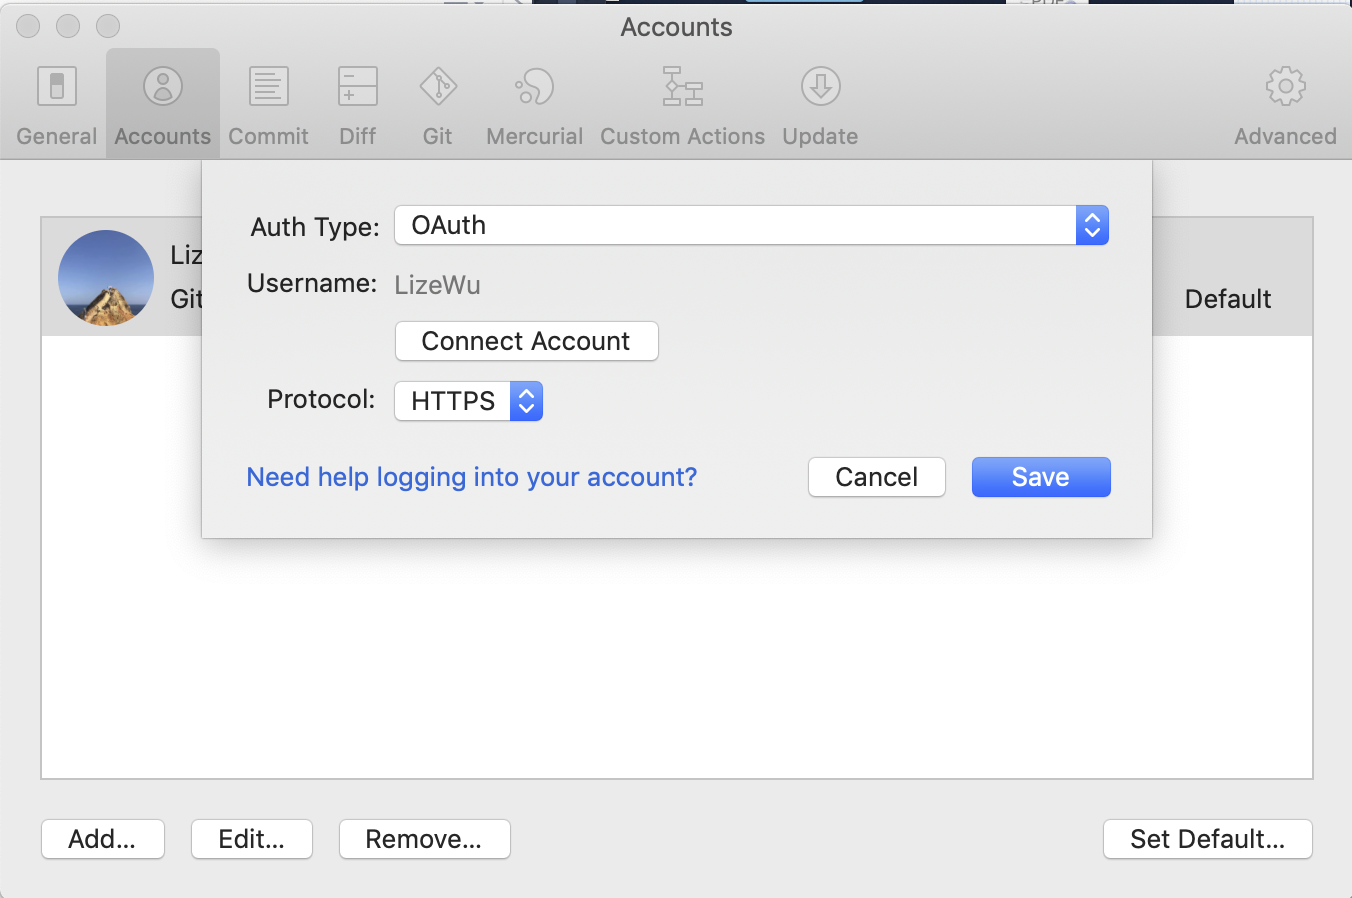 Accounts
General Accounts Commit Diff Git Mercurial Custom Actions Update Advanced
Auth Type: OAuth
Username: LizeWu
Connect Account
Protocol: HTTPS
Need help logging into your account? Cancel Save
Liz
Git
Default
Add... Edit... Remove... Set Default...